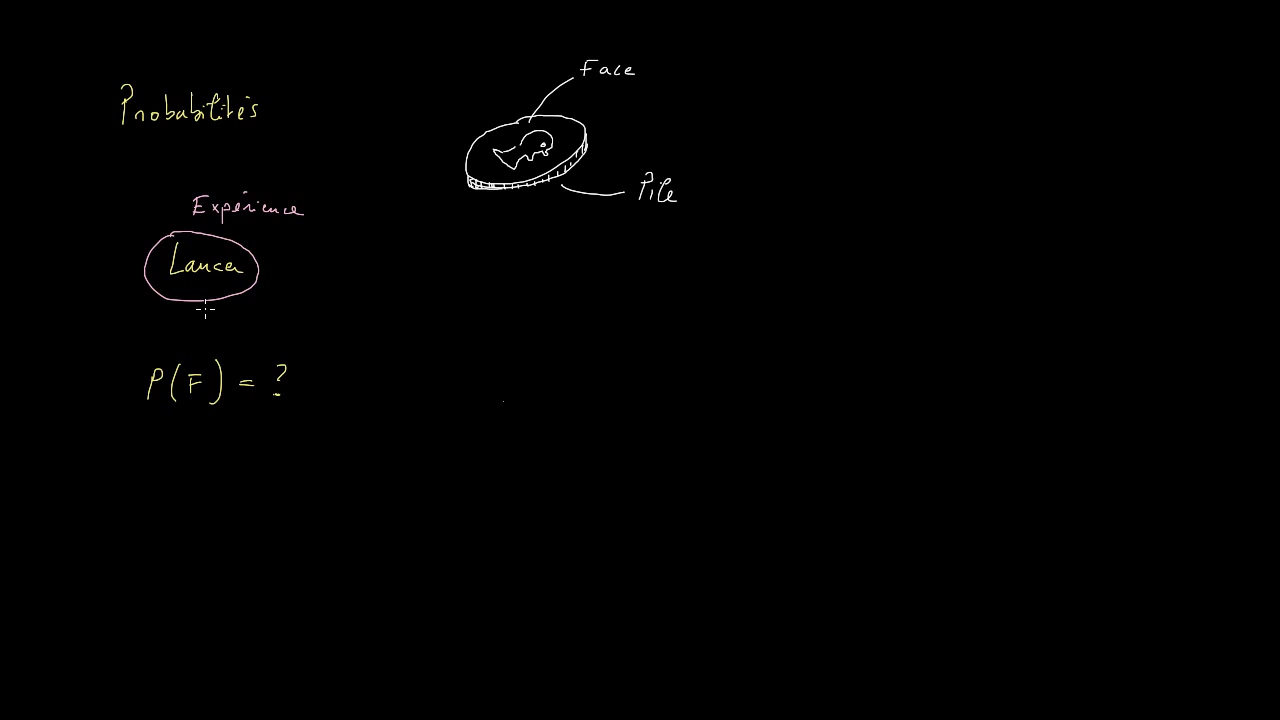 Face
Probabilités
Pile
Expérience
Lancer
P(F) = ?